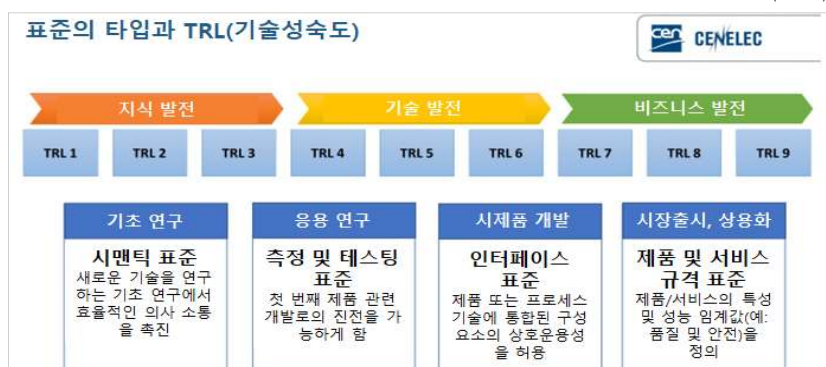 표준의 타입과 TRL(기술성숙도)
cen CENELEC
지식 발전
기술 발전
비즈니스 발전
TRL 1 TRL 2 TRL 3 TRL 4 TRL 5 TRL 6 TRL 7 TRL 8 TRL 9
기초 연구
시맨틱 표준
새로운 기술을 연구
하는 기초 연구에서
효율적인 의사 소통
을 촉진
응용 연구
측정 및 테스팅
표준
첫 번째 제품 관련
개발로의 진전을 가
능하게 함
시제품 개발
인터페이스
표준
제품 또는 프로세스
기술에 통합된 구성
요소의 상호운용성
을 허용
시장출시, 상용화
제품 및 서비스
규격 표준
제품/서비스의 특성
및 성능 임계값(예:
품질 및 안전)을
정의